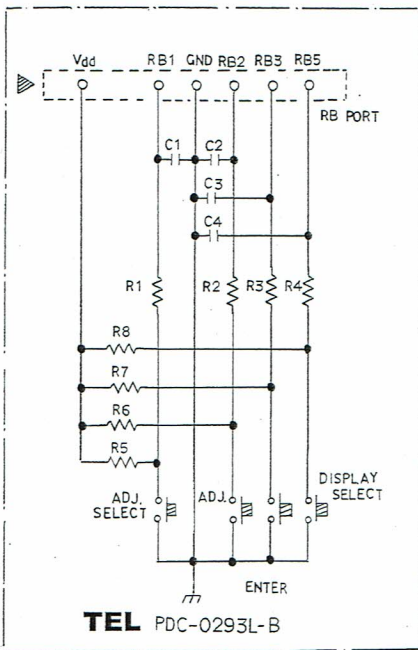 Vdd RB1 GND RB2 RB3 RB5
RB PORT
C1 C2
C3
C4
R1 R2 R3 R4
R8
R7
R6
R5
ADJ. SELECT
ADJ.
DISPLAY SELECT
ENTER
TEL PDC-0293L-B